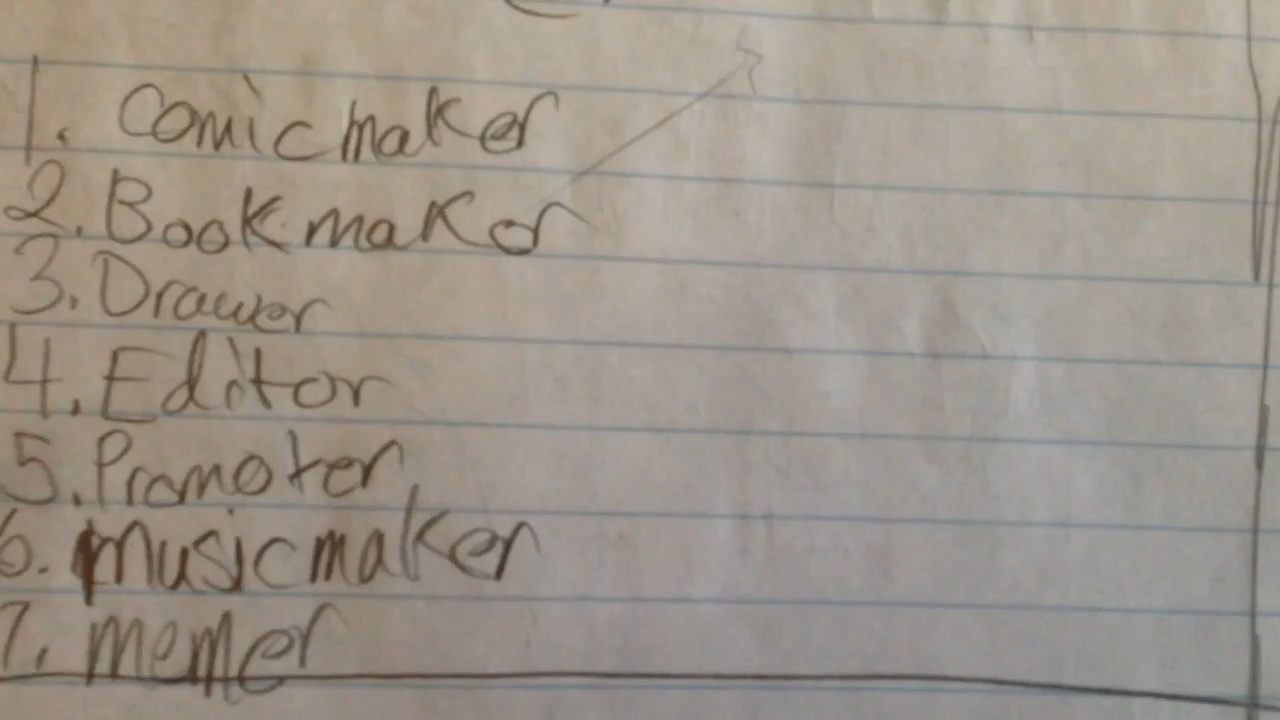 1. Comicmaker
2. Bookmaker
3. Drawer
4. Editor
5. Promoter
6. musicmaker
7. memer